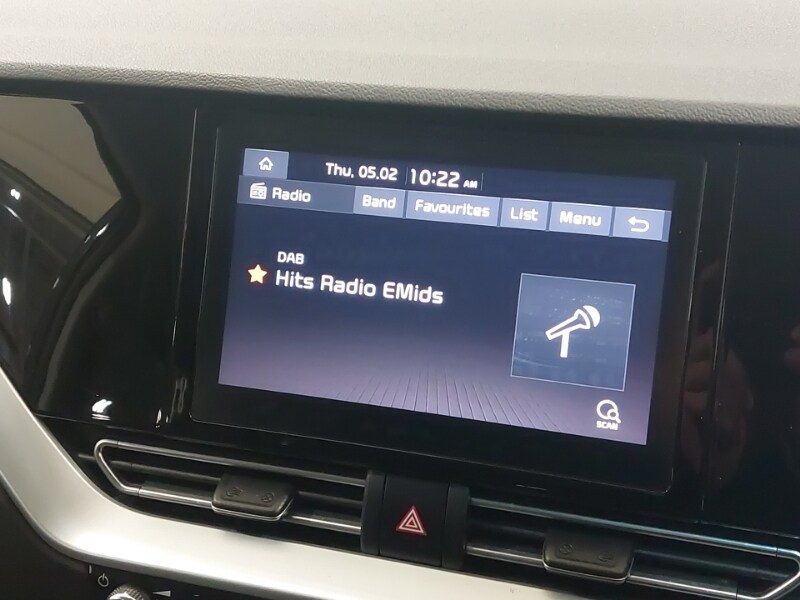 Thu, 05.02 10:22 AM
Radio Band Favourites List Menu
DAB
Hits Radio EMids
SCAN